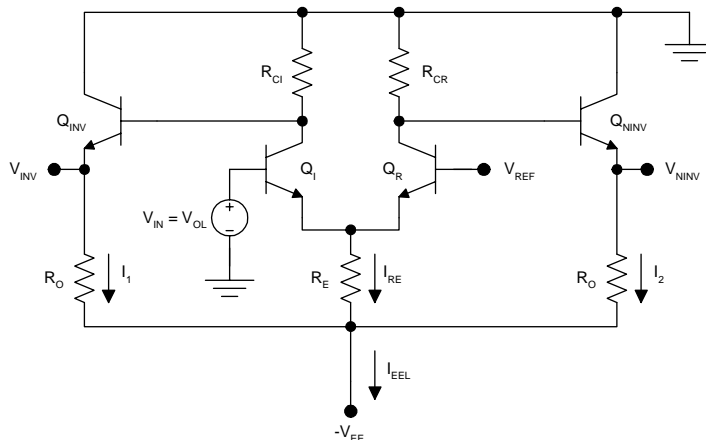 R_CI
R_CR
Q_INV
Q_NINV
V_INV
Q_I
Q_R
V_REF
V_NINV
V_IN = V_OL
+
−
R_O
I_1
R_E
I_RE
R_O
I_2
I_EEL
-V_EE